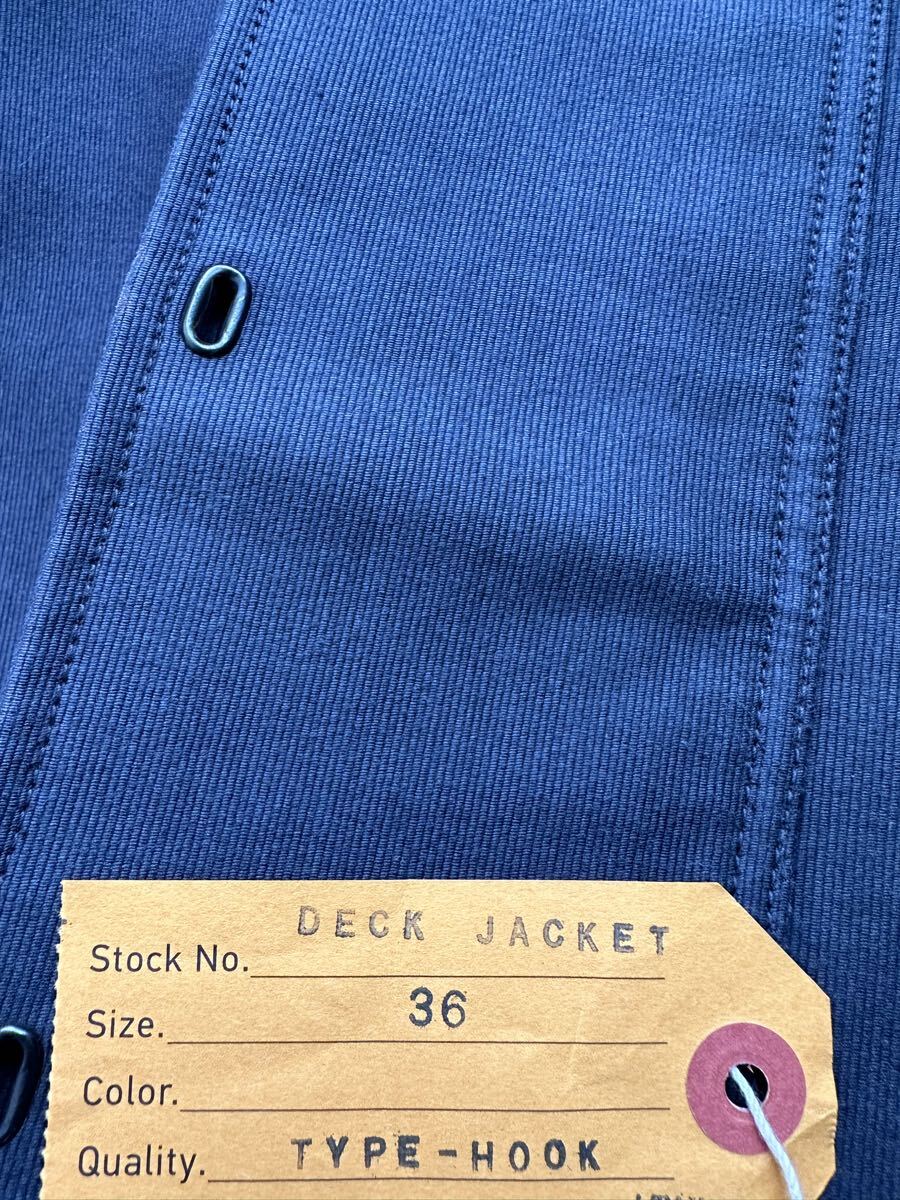 DECK JACKET
Stock No.
Size. 36
Color.
Quality. TYPE-HOOK